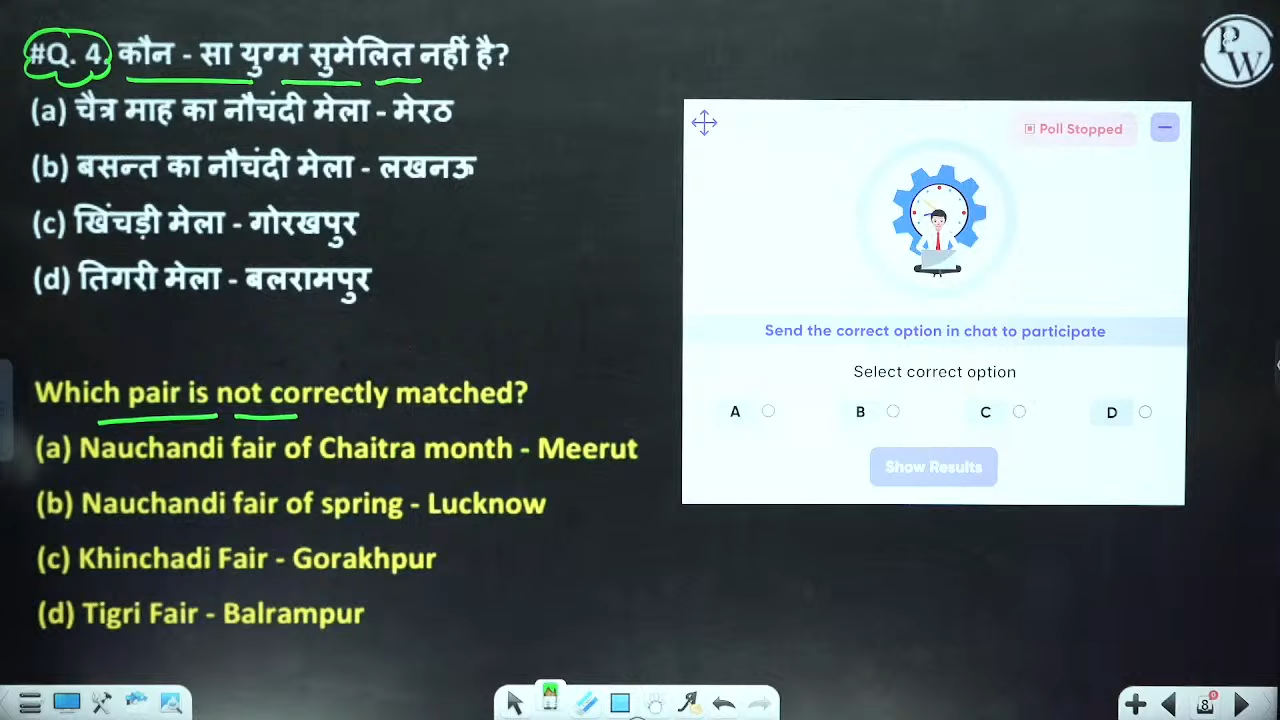 #Q. 4 कौन - सा युग्म सुमेलित नहीं है?
(a) चैत्र माह का नौचंदी मेला - मेरठ
(b) बसन्त का नौचंदी मेला - लखनऊ
(c) खिंचड़ी मेला - गोरखपुर
(d) तिगरी मेला - बलरामपुर
Which pair is not correctly matched?
(a) Nauchandi fair of Chaitra month - Meerut
(b) Nauchandi fair of spring - Lucknow
(c) Khinchadi Fair - Gorakhpur
(d) Tigri Fair - Balrampur
PW
Poll Stopped
Send the correct option in chat to participate
Select correct option
A B C D
Show Results
8 0